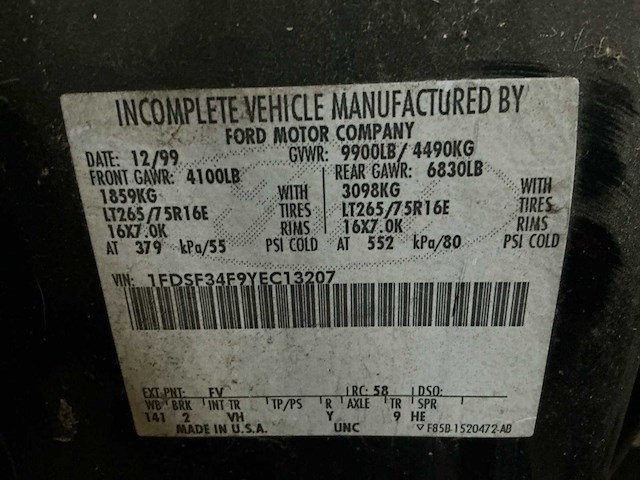 INCOMPLETE VEHICLE MANUFACTURED BY
FORD MOTOR COMPANY
DATE: 12/99 GVWR: 9900LB/ 4490KG
FRONT GAWR: 4100LB REAR GAWR: 6830LB
1859KG WITH 3098KG WITH
LT265/75R16E TIRES LT265/75R16E TIRES
16X7.0K RIMS 16X7.0K RIMS
AT 379 kPa/55 PSI COLD AT 552 kPa/80 PSI COLD
VIN: 1FDSF34F9YEC13207
EXT PNT: FV RC: 58 DSO:
WB BRK INT TR TP/PS R AXLE TR SPR
141 2 VH Y 9 HE
MADE IN U.S.A. UNC F85B-1520472-AB